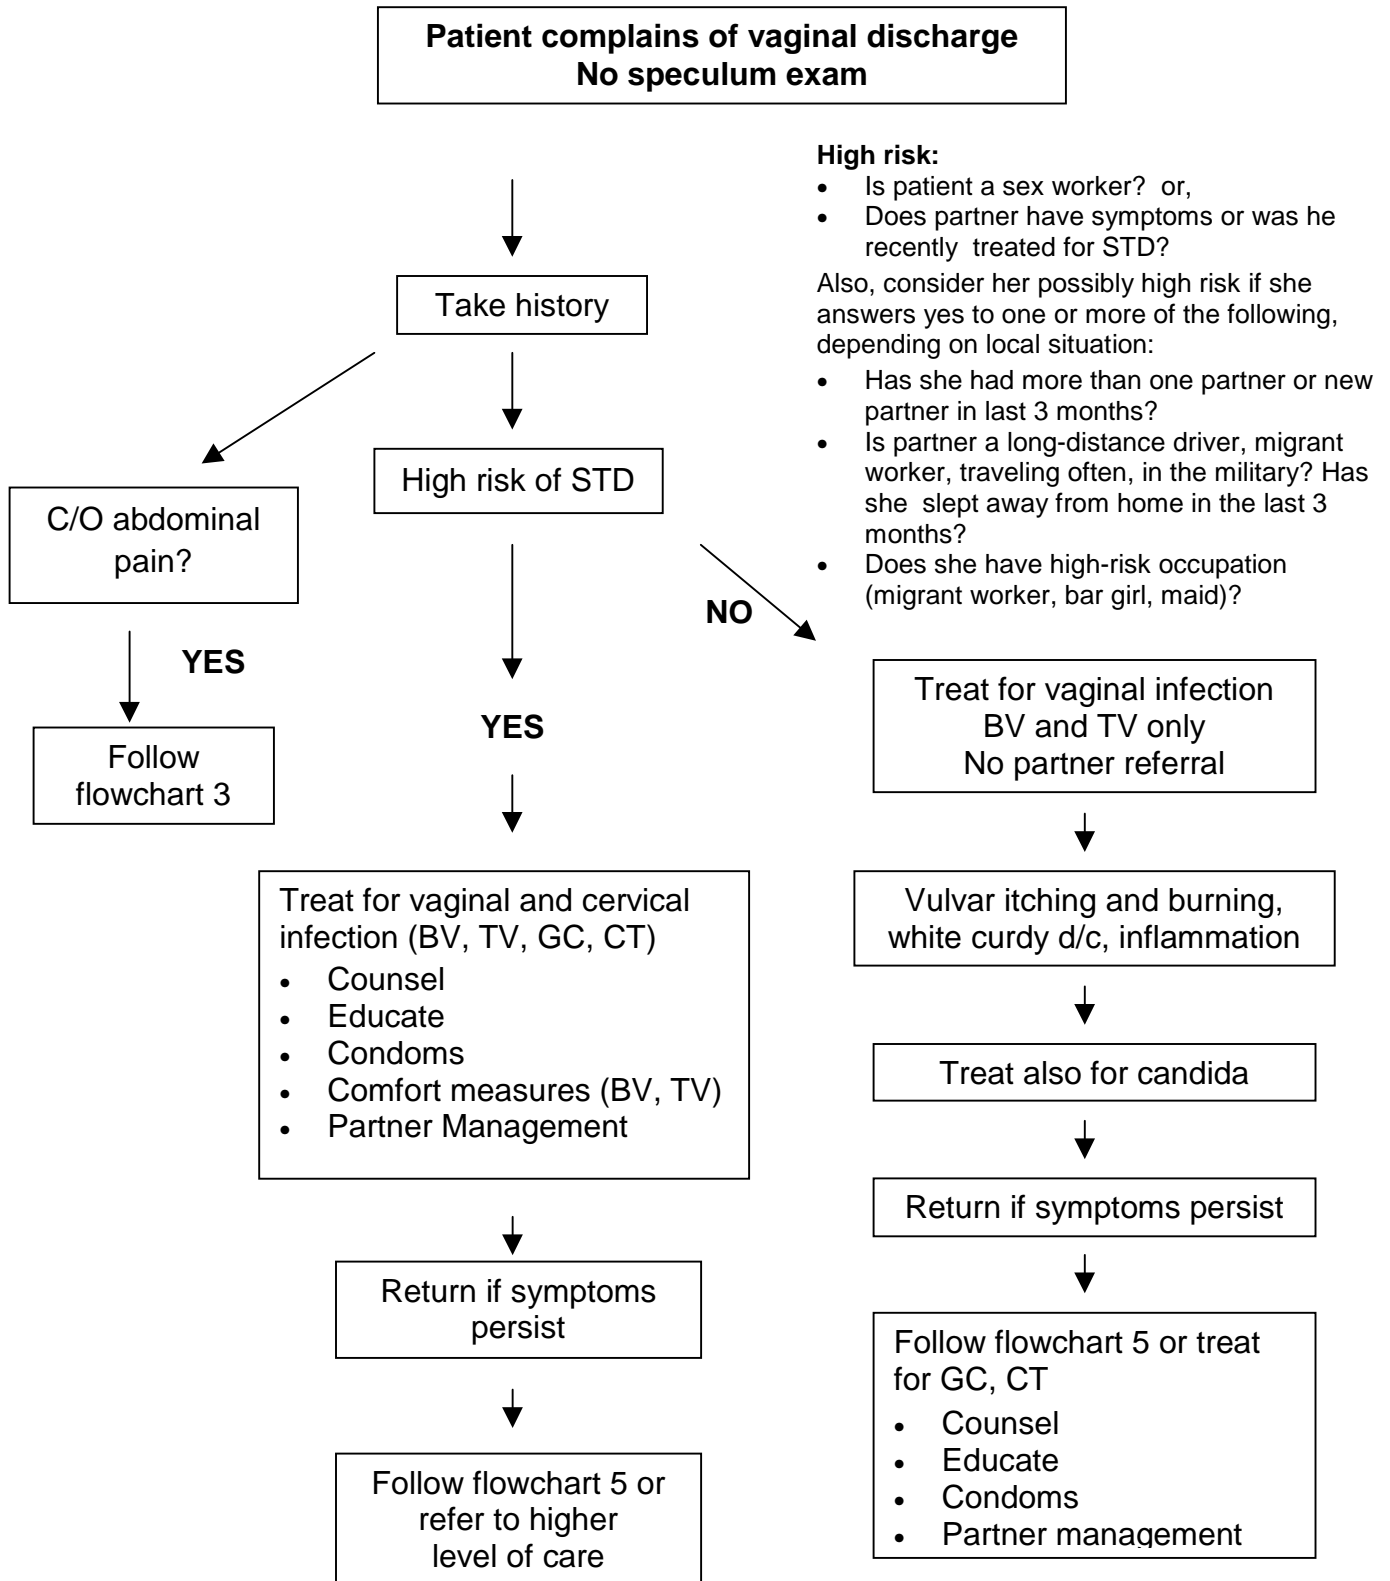 Patient complains of vaginal discharge
No speculum exam
High risk:
• Is patient a sex worker? or,
• Does partner have symptoms or was he
recently treated for STD?
Also, consider her possibly high risk if she
answers yes to one or more of the following,
depending on local situation:
• Has she had more than one partner or new
partner in last 3 months?
• Is partner a long-distance driver, migrant
worker, traveling often, in the military? Has
she slept away from home in the last 3
months?
• Does she have high-risk occupation
(migrant worker, bar girl, maid)?
Take history
C/O abdominal
pain?
YES
Follow
flowchart 3
High risk of STD
YES
Treat for vaginal and cervical
infection (BV, TV, GC, CT)
• Counsel
• Educate
• Condoms
• Comfort measures (BV, TV)
• Partner Management
Return if symptoms
persist
Follow flowchart 5 or
refer to higher
level of care
NO
Treat for vaginal infection
BV and TV only
No partner referral
Vulvar itching and burning,
white curdy d/c, inflammation
Treat also for candida
Return if symptoms persist
Follow flowchart 5 or treat
for GC, CT
• Counsel
• Educate
• Condoms
• Partner management